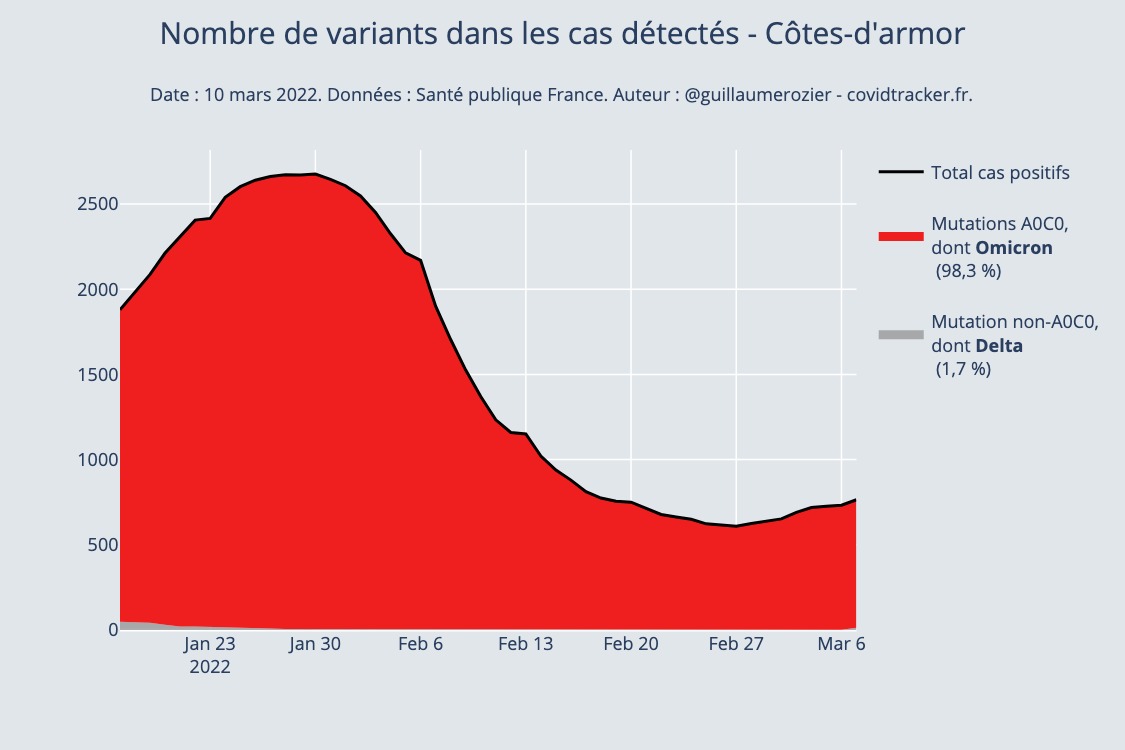 Nombre de variants dans les cas détectés - Côtes-d'armor
Date : 10 mars 2022. Données : Santé publique France. Auteur : @guillaumerozier - covidtracker.fr.
Total cas positifs
Mutations A0C0,
dont Omicron
(98,3 %)
Mutation non-A0C0,
dont Delta
(1,7 %)
2500
2000
1500
1000
500
0
Jan 23
2022
Jan 30
Feb 6
Feb 13
Feb 20
Feb 27
Mar 6